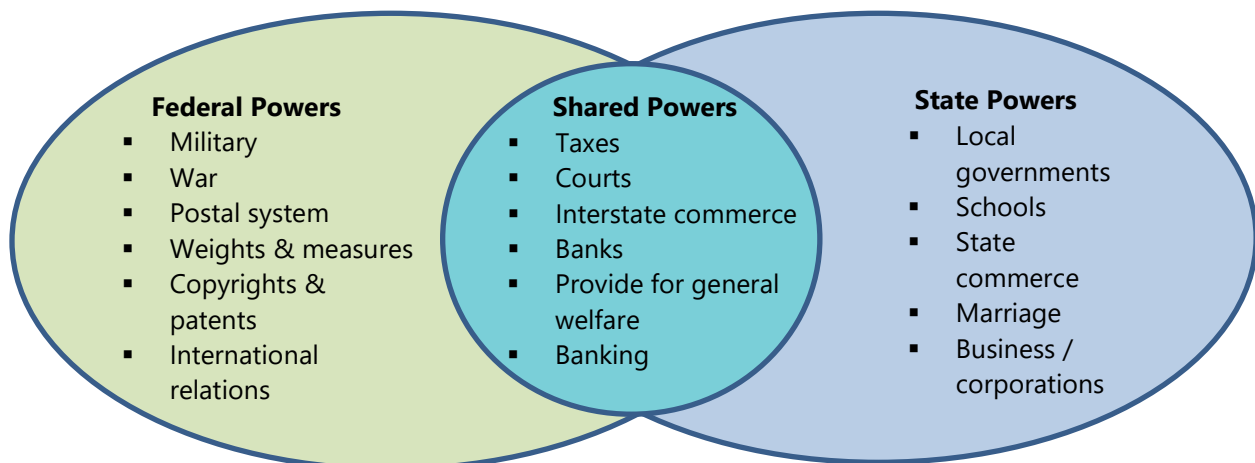 Federal Powers
▪ Military
▪ War
▪ Postal system
▪ Weights & measures
▪ Copyrights &
patents
▪ International
relations
Shared Powers
▪ Taxes
▪ Courts
▪ Interstate commerce
▪ Banks
▪ Provide for general
welfare
▪ Banking
State Powers
▪ Local
governments
▪ Schools
▪ State
commerce
▪ Marriage
▪ Business /
corporations